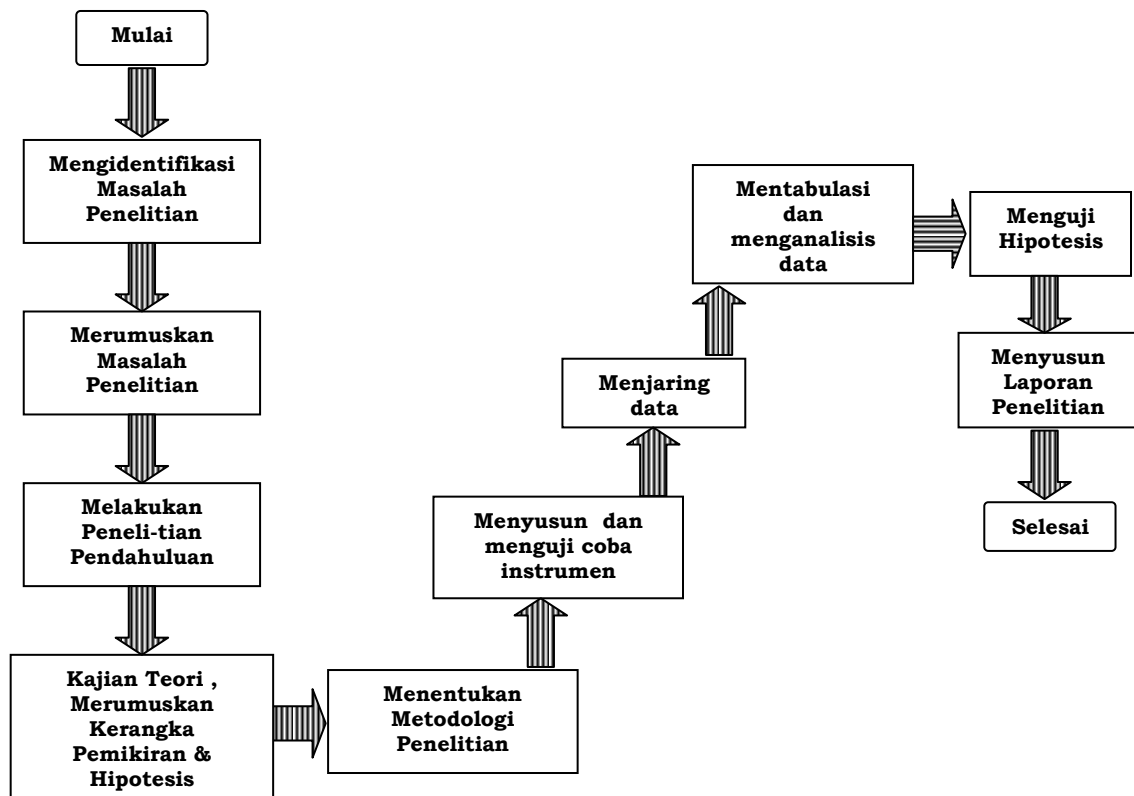 Mulai
Mengidentifikasi
Masalah
Penelitian
Merumuskan
Masalah
Penelitian
Melakukan
Peneli-tian
Pendahuluan
Kajian Teori ,
Merumuskan
Kerangka
Pemikiran &
Hipotesis
Menentukan
Metodologi
Penelitian
Menyusun dan
menguji coba
instrumen
Menjaring
data
Mentabulasi
dan
menganalisis
data
Menguji
Hipotesis
Menyusun
Laporan
Penelitian
Selesai